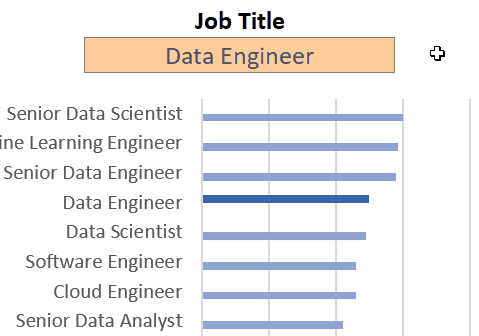 Job Title
Data Engineer
Senior Data Scientist
ine Learning Engineer
Senior Data Engineer
Data Engineer
Data Scientist
Software Engineer
Cloud Engineer
Senior Data Analyst